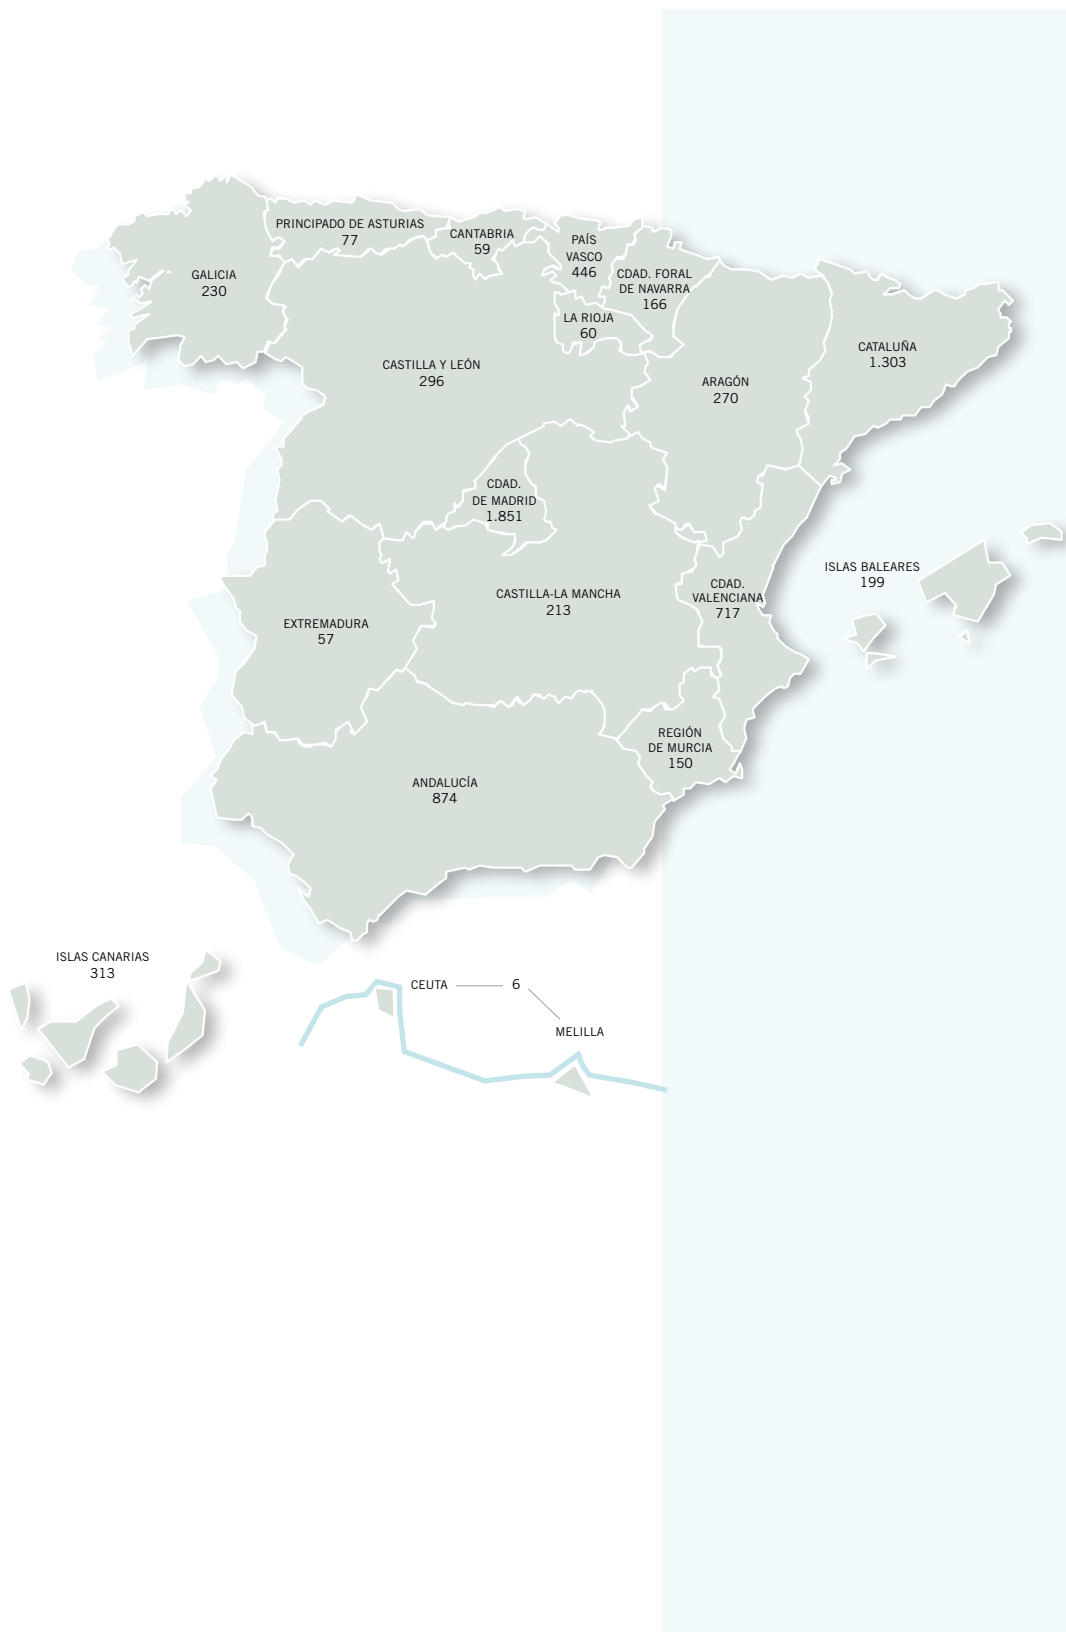 PRINCIPADO DE ASTURIAS
77
CANTABRIA
59
PAÍS
VASCO
446
CDAD. FORAL
DE NAVARRA
166
GALICIA
230
LA RIOJA
60
CASTILLA Y LEÓN
296
ARAGÓN
270
CATALUÑA
1.303
CDAD.
DE MADRID
1.851
ISLAS BALEARES
199
CDAD.
VALENCIANA
717
CASTILLA-LA MANCHA
213
EXTREMADURA
57
REGIÓN
DE MURCIA
150
ANDALUCÍA
874
ISLAS CANARIAS
313
CEUTA
6
MELILLA